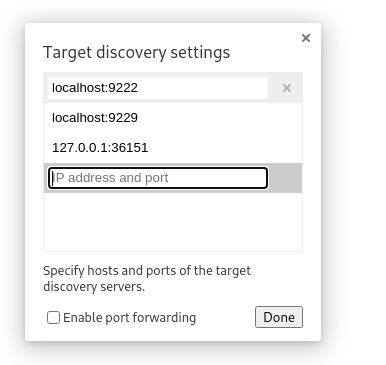 Target discovery settings
localhost:9222
localhost:9229
127.0.0.1:36151
IP address and port
Specify hosts and ports of the target
discovery servers.
Enable port forwarding
Done